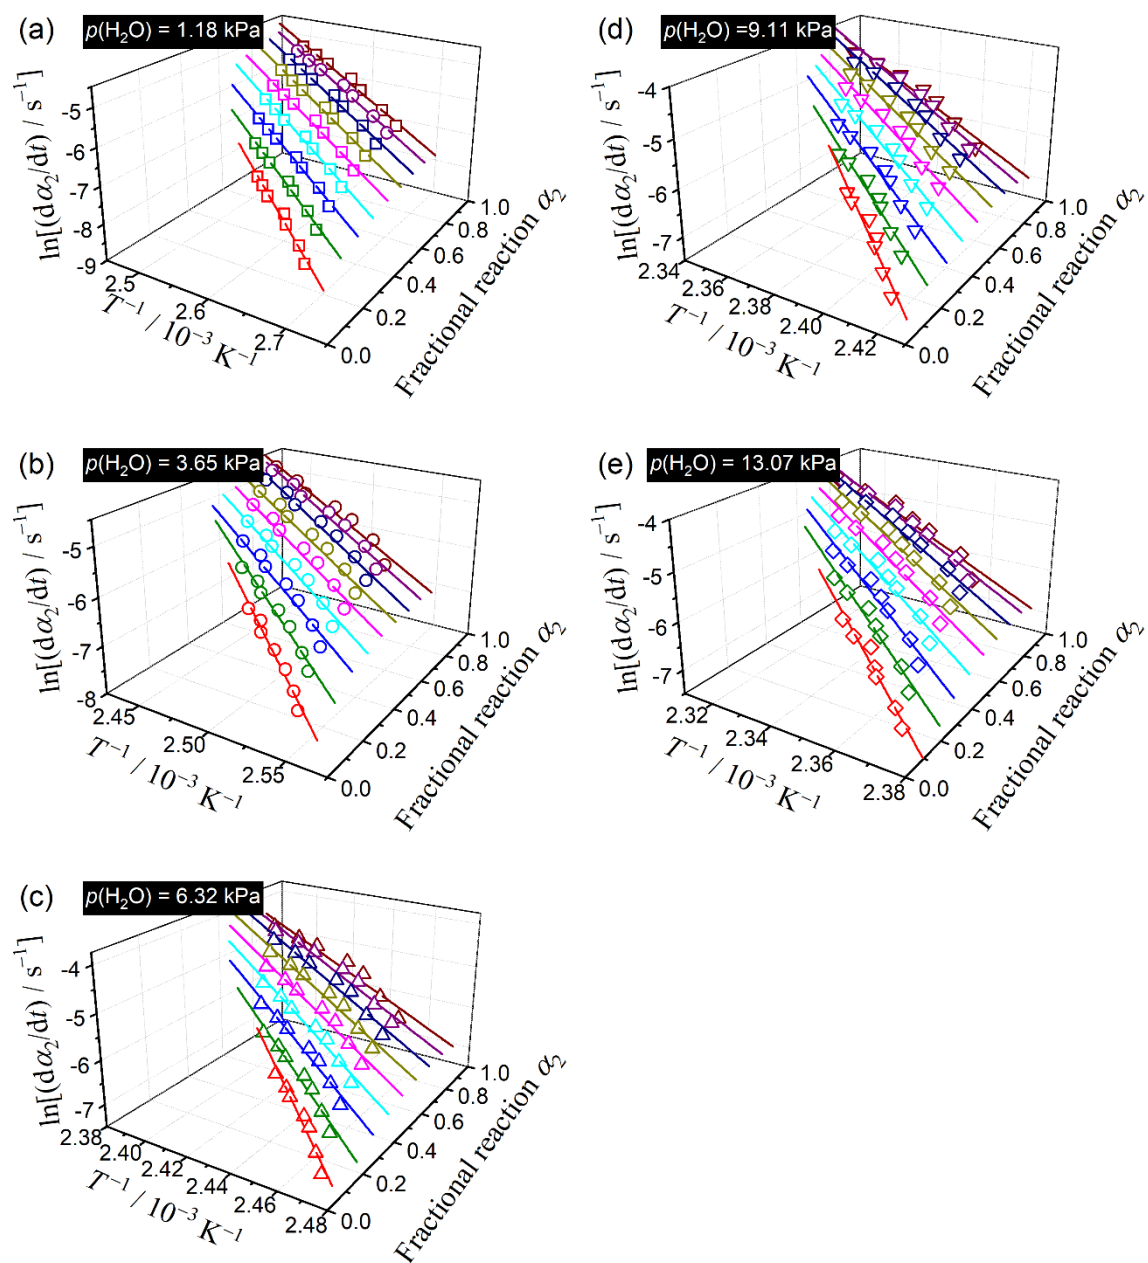 (a)
p(H₂O) = 1.18 kPa
ln[(dα₂/dt) / s⁻¹]
-5
-6
-7
-8
-9
2.5
2.6
2.7
T⁻¹ / 10⁻³ K⁻¹
0.0
0.2
0.4
0.6
0.8
1.0
Fractional reaction α₂
(b)
p(H₂O) = 3.65 kPa
ln[(dα₂/dt) / s⁻¹]
-5
-6
-7
-8
2.45
2.50
2.55
T⁻¹ / 10⁻³ K⁻¹
0.0
0.2
0.4
0.6
0.8
1.0
Fractional reaction α₂
(c)
p(H₂O) = 6.32 kPa
ln[(dα₂/dt) / s⁻¹]
-4
-5
-6
-7
2.38
2.40
2.42
2.44
2.46
2.48
T⁻¹ / 10⁻³ K⁻¹
0.0
0.2
0.4
0.6
0.8
1.0
Fractional reaction α₂
(d)
p(H₂O) =9.11 kPa
ln[(dα₂/dt) / s⁻¹]
-4
-5
-6
-7
2.34
2.36
2.38
2.40
2.42
T⁻¹ / 10⁻³ K⁻¹
0.0
0.2
0.4
0.6
0.8
1.0
Fractional reaction α₂
(e)
p(H₂O) = 13.07 kPa
ln[(dα₂/dt) / s⁻¹]
-4
-5
-6
-7
2.32
2.34
2.36
2.38
T⁻¹ / 10⁻³ K⁻¹
0.0
0.2
0.4
0.6
0.8
1.0
Fractional reaction α₂